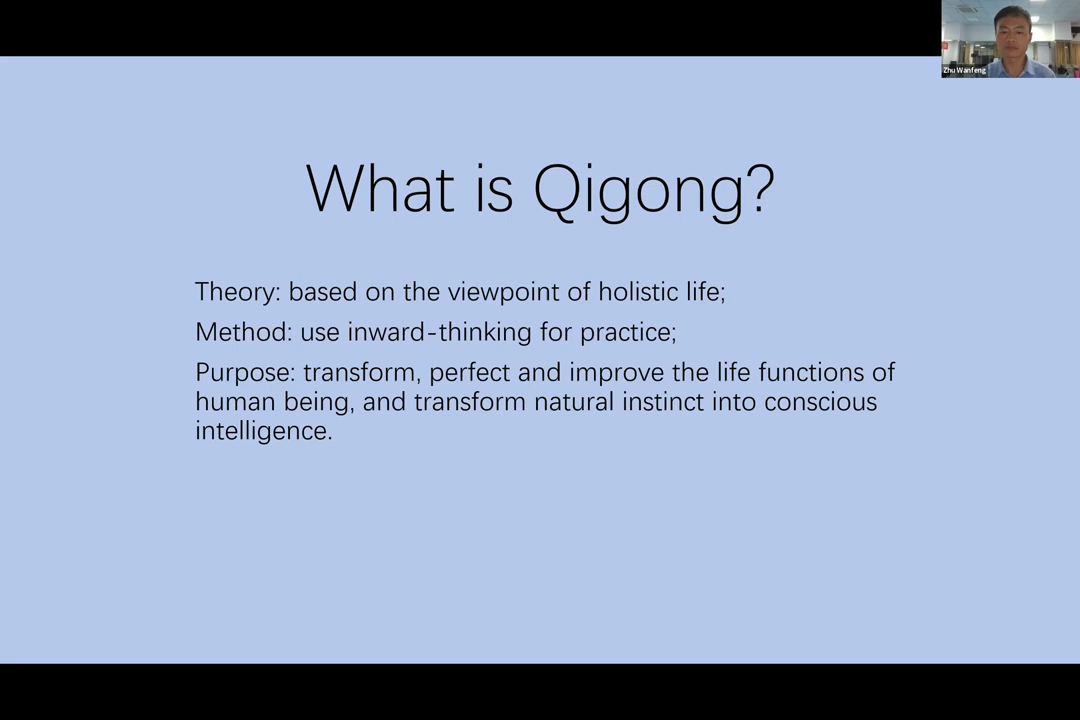 Zhu Wanfeng
What is Qigong?
Theory: based on the viewpoint of holistic life;
Method: use inward-thinking for practice;
Purpose: transform, perfect and improve the life functions of
human being, and transform natural instinct into conscious
intelligence.